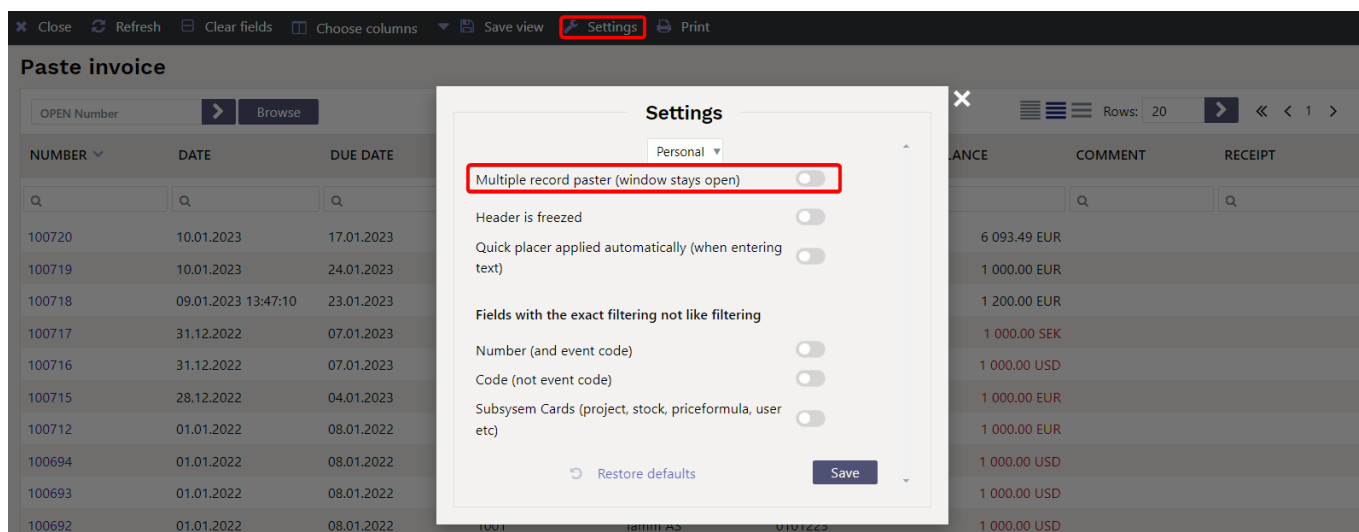 Close Refresh Clear fields Choose columns Save view Settings Print
Paste invoice
OPEN Number Browse Rows: 20 1
NUMBER DATE DUE DATE LANCE COMMENT RECEIPT
100720 10.01.2023 17.01.2023 6 093.49 EUR
100719 10.01.2023 24.01.2023 1 000.00 EUR
100718 09.01.2023 13:47:10 23.01.2023 1 200.00 EUR
100717 31.12.2022 07.01.2023 1 000.00 SEK
100716 31.12.2022 07.01.2023 1 000.00 USD
100715 28.12.2022 04.01.2023 1 000.00 EUR
100712 01.01.2022 08.01.2022 1 000.00 EUR
100694 01.01.2022 08.01.2022 1 000.00 USD
100693 01.01.2022 08.01.2022 1 000.00 USD
100692 01.01.2022 08.01.2022 1001 Tamm AS 0101223 1 000.00 USD
Settings
Personal
Multiple record paster (window stays open)
Header is freezed
Quick placer applied automatically (when entering
text)
Fields with the exact filtering not like filtering
Number (and event code)
Code (not event code)
Subsysem Cards (project, stock, priceformula, user
etc)
Restore defaults Save